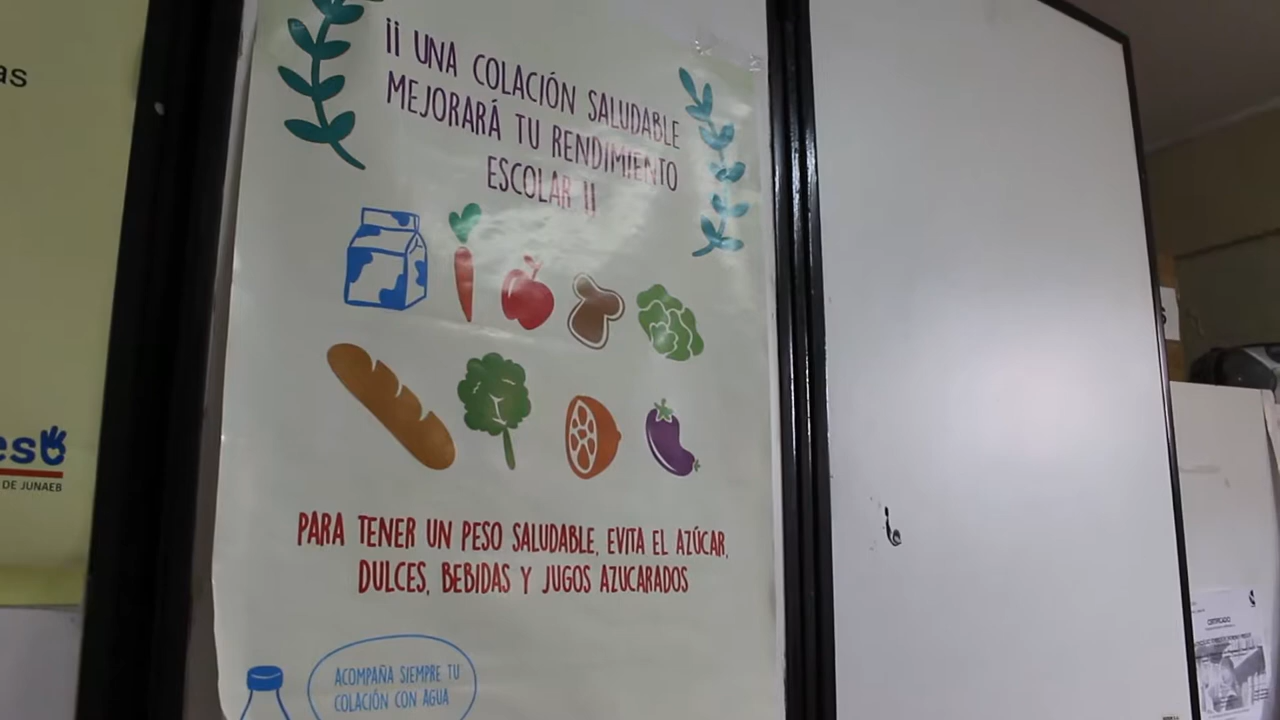 as
es
DE JUNAEB
¡¡ UNA COLACIÓN SALUDABLE
MEJORARÁ TU RENDIMIENTO
ESCOLAR !!
PARA TENER UN PESO SALUDABLE, EVITA EL AZÚCAR,
DULCES, BEBIDAS Y JUGOS AZUCARADOS
ACOMPAÑA SIEMPRE TU
COLACIÓN CON AGUA
S
CERTIFICADO